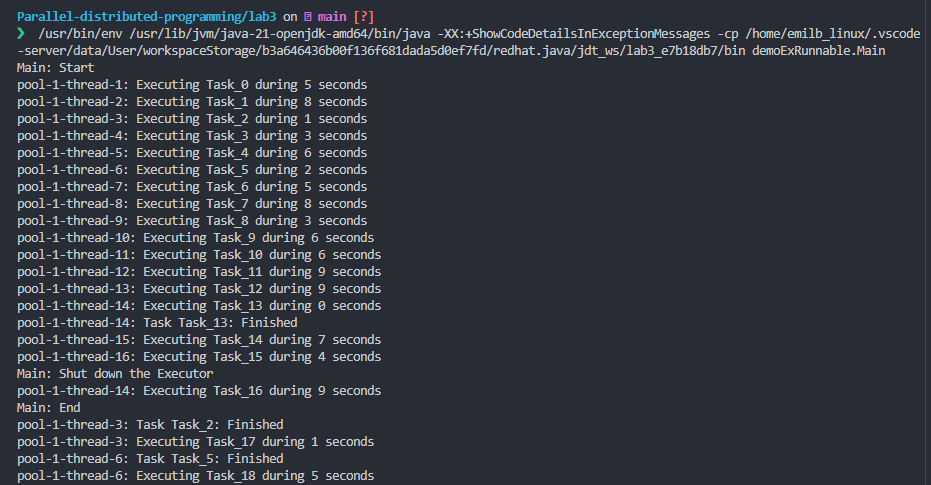 Parallel-distributed-programming/lab3 on main [?]
❯ /usr/bin/env /usr/lib/jvm/java-21-openjdk-amd64/bin/java -XX:+ShowCodeDetailsInExceptionMessages -cp /home/emilb_linux/.vscode
-server/data/User/workspaceStorage/b3a646436b00f136f681dada5d0ef7fd/redhat.java/jdt_ws/lab3_e7b18db7/bin demoExRunnable.Main
Main: Start
pool-1-thread-1: Executing Task_0 during 5 seconds
pool-1-thread-2: Executing Task_1 during 8 seconds
pool-1-thread-3: Executing Task_2 during 1 seconds
pool-1-thread-4: Executing Task_3 during 3 seconds
pool-1-thread-5: Executing Task_4 during 6 seconds
pool-1-thread-6: Executing Task_5 during 2 seconds
pool-1-thread-7: Executing Task_6 during 5 seconds
pool-1-thread-8: Executing Task_7 during 8 seconds
pool-1-thread-9: Executing Task_8 during 3 seconds
pool-1-thread-10: Executing Task_9 during 6 seconds
pool-1-thread-11: Executing Task_10 during 6 seconds
pool-1-thread-12: Executing Task_11 during 9 seconds
pool-1-thread-13: Executing Task_12 during 9 seconds
pool-1-thread-14: Executing Task_13 during 0 seconds
pool-1-thread-14: Task Task_13: Finished
pool-1-thread-15: Executing Task_14 during 7 seconds
pool-1-thread-16: Executing Task_15 during 4 seconds
Main: Shut down the Executor
pool-1-thread-14: Executing Task_16 during 9 seconds
Main: End
pool-1-thread-3: Task Task_2: Finished
pool-1-thread-3: Executing Task_17 during 1 seconds
pool-1-thread-6: Task Task_5: Finished
pool-1-thread-6: Executing Task_18 during 5 seconds